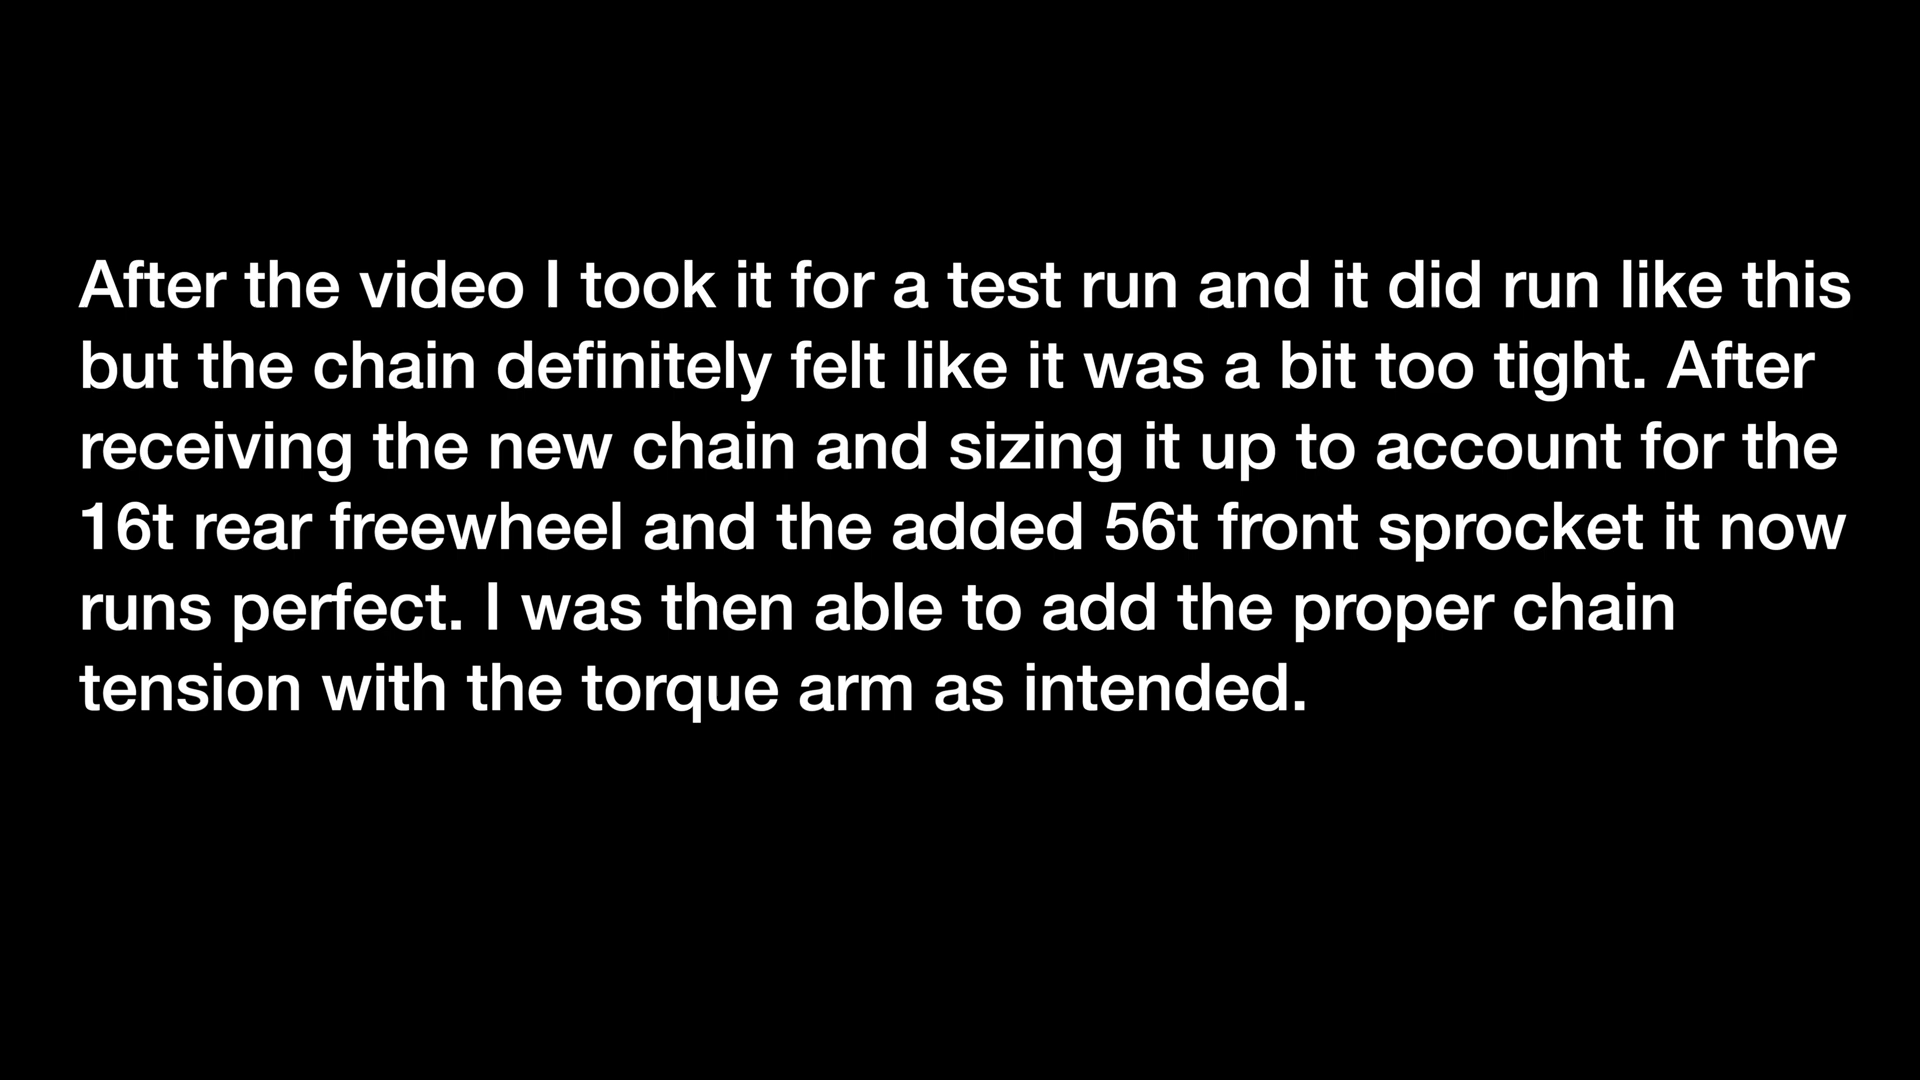 After the video I took it for a test run and it did run like this
but the chain definitely felt like it was a bit too tight. After
receiving the new chain and sizing it up to account for the
16t rear freewheel and the added 56t front sprocket it now
runs perfect. I was then able to add the proper chain
tension with the torque arm as intended.